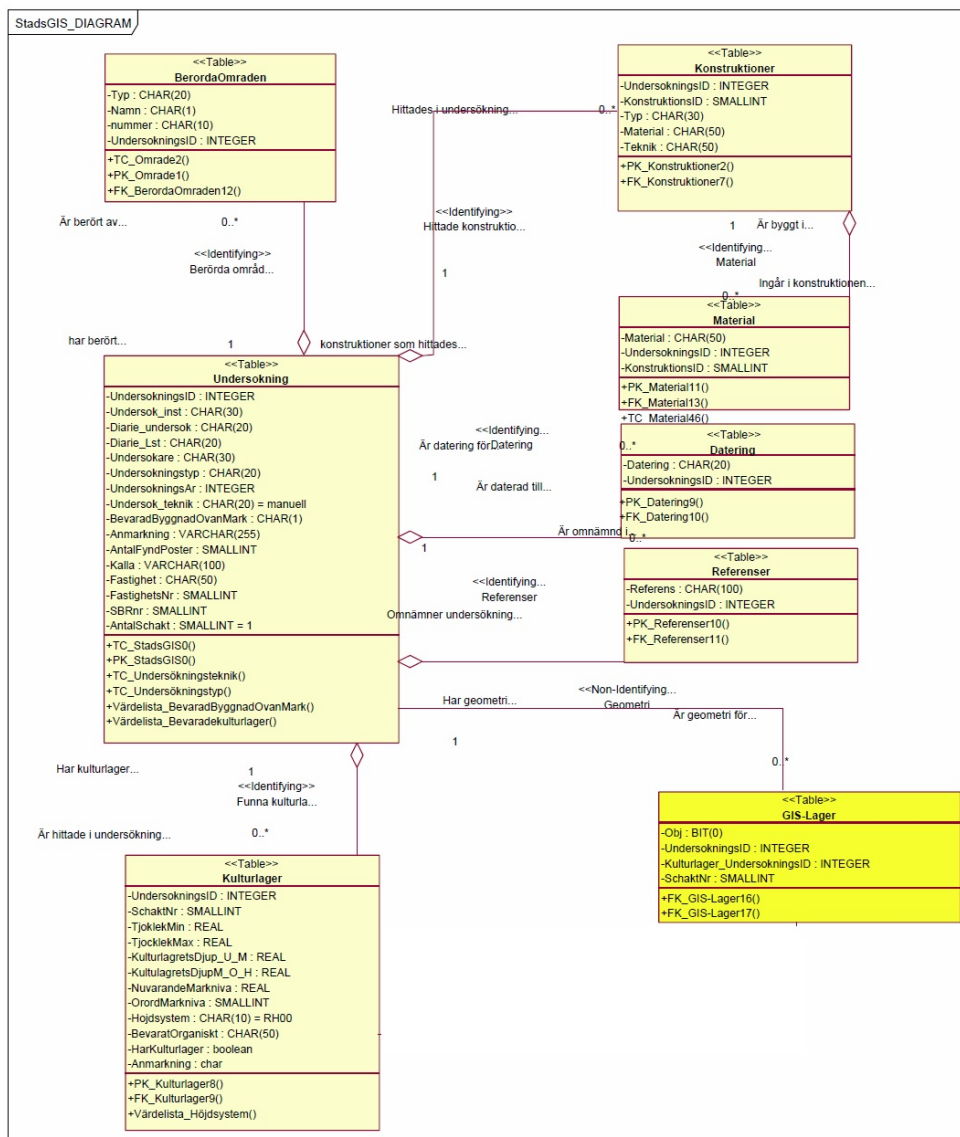 StadsGIS_DIAGRAM
<<Table>>
BerordaOmraden
-Typ : CHAR(20)
-Namn : CHAR(1)
-nummer : CHAR(10)
-UndersokningsID : INTEGER
+TC_Omrade2()
+PK_Omrade1()
+FK_BerordaOmraden12()
Är berört av...
0..*
<<Identifying>>
Berörda områd...
har berört...
1
Hittades i undersökning...
0..*
<<Identifying>>
Hittade konstruktio...
1
konstruktioner som hittades...
<<Table>>
Konstruktioner
-UndersokningsID : INTEGER
-KonstruktionsID : SMALLINT
-Typ : CHAR(30)
-Material : CHAR(50)
-Teknik : CHAR(50)
+PK_Konstruktioner2()
+FK_Konstruktioner7()
1
Är byggt i...
<<Identifying...
Material
Ingår i konstruktionen...
0..*
<<Table>>
Material
-Material : CHAR(50)
-UndersokningsID : INTEGER
-KonstruktionsID : SMALLINT
+PK_Material11()
+FK_Material13()
+TC_Material46()
<<Table>>
Undersokning
-UndersokningsID : INTEGER
-Undersok_inst : CHAR(30)
-Diarie_undersok : CHAR(20)
-Diarie_Lst : CHAR(20)
-Undersokare : CHAR(30)
-Undersokningstyp : CHAR(20)
-UndersokningsAr : INTEGER
-Undersok_teknik : CHAR(20) = manuell
-BevaradByggnadOvanMark : CHAR(1)
-Anmarkning : VARCHAR(255)
-AntalFyndPoster : SMALLINT
-Kalla : VARCHAR(100)
-Fastighet : CHAR(50)
-FastighetsNr : SMALLINT
-SBRnr : SMALLINT
-AntalSchakt : SMALLINT = 1
+TC_StadsGIS0()
+PK_StadsGIS0()
+TC_Undersökningsteknik()
+TC_Undersökningstyp()
+Värdelista_BevaradByggnadOvanMark()
+Värdelista_Bevaradekulturlager()
<<Identifying...
Är datering för...
Datering
0..*
1
Är daterad till...
<<Table>>
Datering
-Datering : CHAR(20)
-UndersokningsID : INTEGER
+PK_Datering9()
+FK_Datering10()
Är omnämnd i...
0..*
1
<<Identifying...
Referenser
Omnämner undersökning...
<<Table>>
Referenser
-Referens : CHAR(100)
-UndersokningsID : INTEGER
+PK_Referenser10()
+FK_Referenser11()
Har geometri...
<<Non-Identifying...
Geometri
Är geometri för...
1
0..*
<<Table>>
GIS-Lager
-Obj : BIT(0)
-UndersokningsID : INTEGER
-Kulturlager_UndersokningsID : INTEGER
-SchaktNr : SMALLINT
+FK_GIS-Lager16()
+FK_GIS-Lager17()
Har kulturlager...
1
<<Identifying>>
Funna kulturla...
Är hittade i undersökning...
0..*
<<Table>>
Kulturlager
-UndersokningsID : INTEGER
-SchaktNr : SMALLINT
-TjoklekMin : REAL
-TjocklekMax : REAL
-KulturlagretsDjup_U_M : REAL
-KultulagretsDjupM_O_H : REAL
-NuvarandeMarkniva : REAL
-OrordMarkniva : SMALLINT
-Hojdsystem : CHAR(10) = RH00
-BevaratOrganiskt : CHAR(50)
-HarKulturlager : boolean
-Anmarkning : char
+PK_Kulturlager8()
+FK_Kulturlager9()
+Värdelista_Höjdsystem()